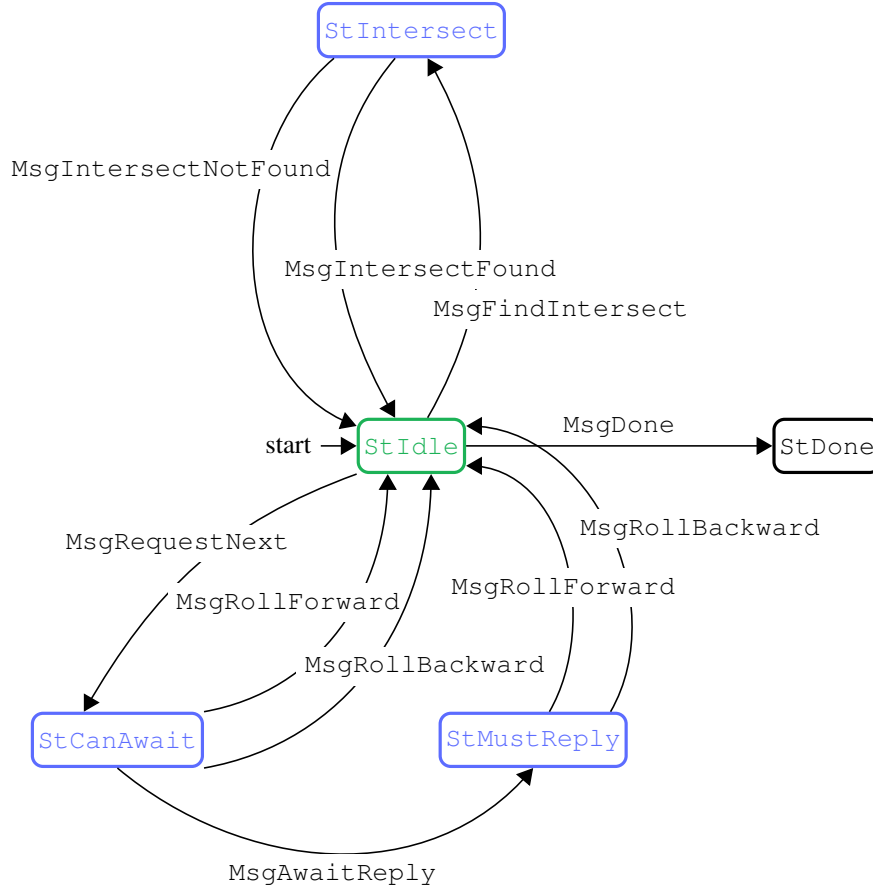 StIntersect
MsgIntersectNotFound
MsgIntersectFound
MsgFindIntersect
MsgDone
start
StIdle
StDone
MsgRollBackward
MsgRequestNext
MsgRollForward
MsgRollForward
MsgRollBackward
StCanAwait
StMustReply
MsgAwaitReply